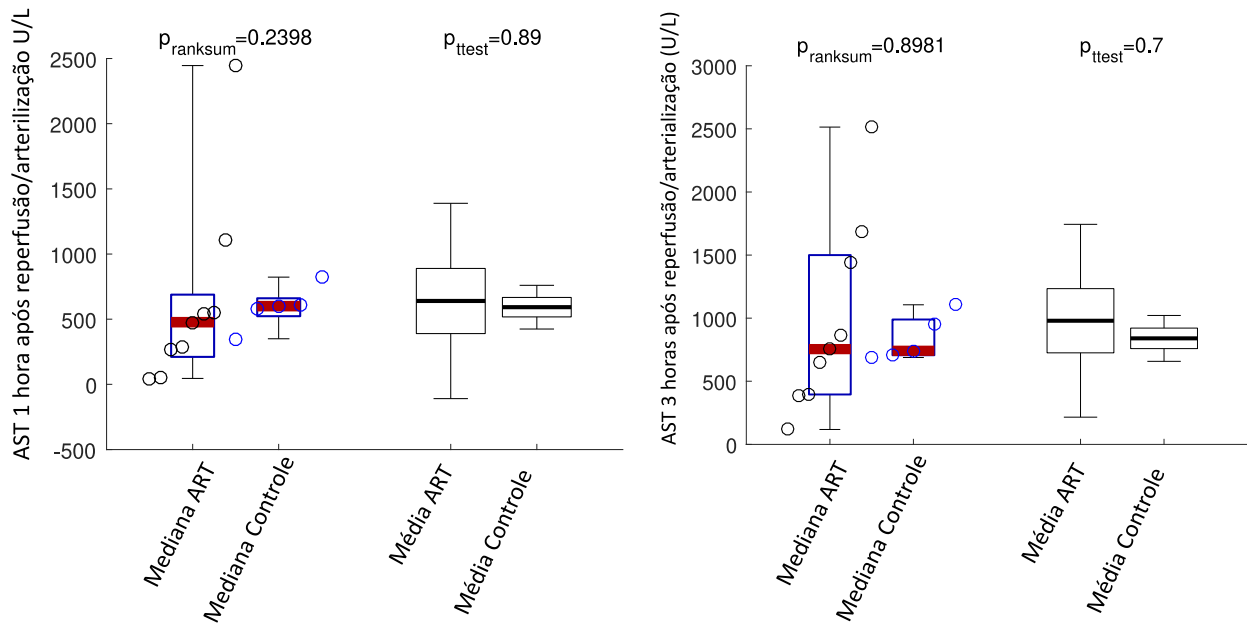 AST 1 hora após reperfusão/arterilização U/L
p_ranksum=0.2398
p_ttest=0.89
2500
2000
1500
1000
500
0
-500
Mediana ART
Mediana Controle
Média ART
Média Controle
AST 3 horas após reperfusão/arterialização (U/L)
p_ranksum=0.8981
p_ttest=0.7
3000
2500
2000
1500
1000
500
0
Mediana ART
Mediana Controle
Média ART
Média Controle